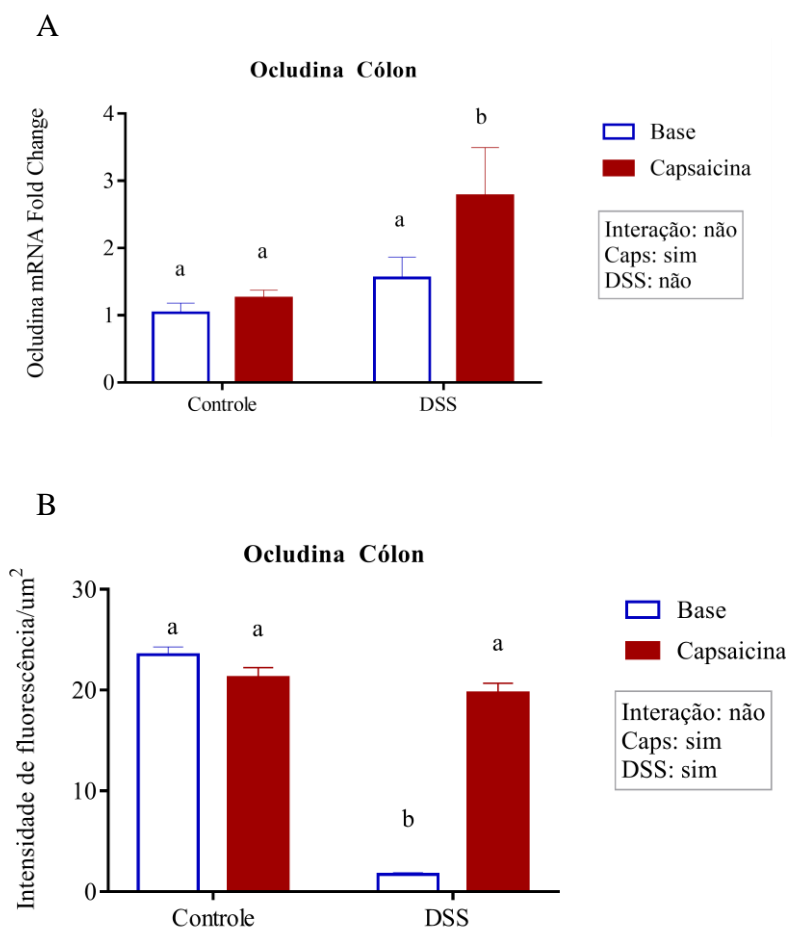 A
Ocludina Cólon
Ocludina mRNA Fold Change
4
3
2
1
0
a
a
a
b
Controle
DSS
Base
Capsaicina
Interação: não
Caps: sim
DSS: não
B
Ocludina Cólon
Intensidade de fluorescência/um²
30
20
10
0
a
a
b
a
Controle
DSS
Base
Capsaicina
Interação: não
Caps: sim
DSS: sim